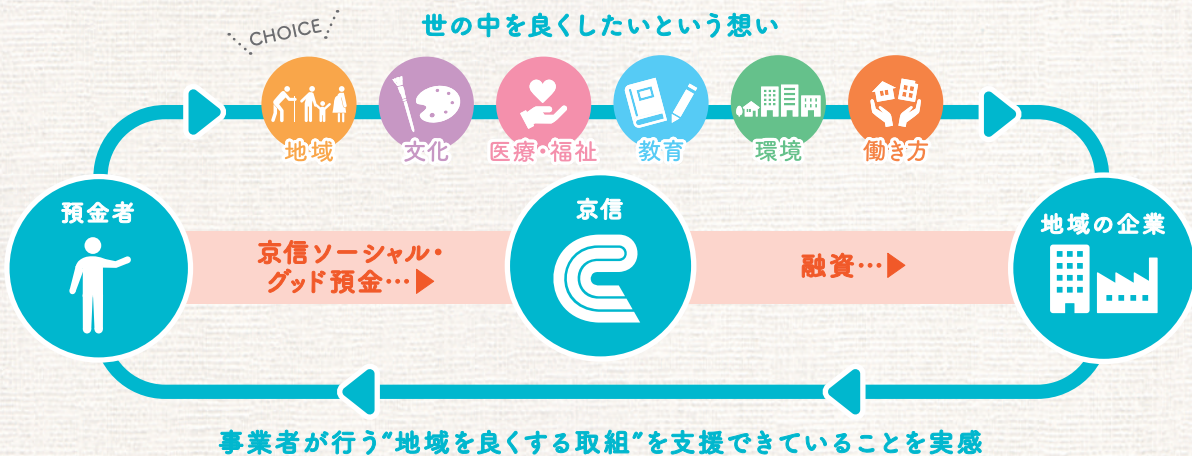 CHOICE
世の中を良くしたいという想い
地域
文化
医療・福祉
教育
環境
働き方
預金者
京信
地域の企業
京信ソーシャル・
グッド預金…▶
融資…▶
事業者が行う“地域を良くする取組”を支援できていることを実感